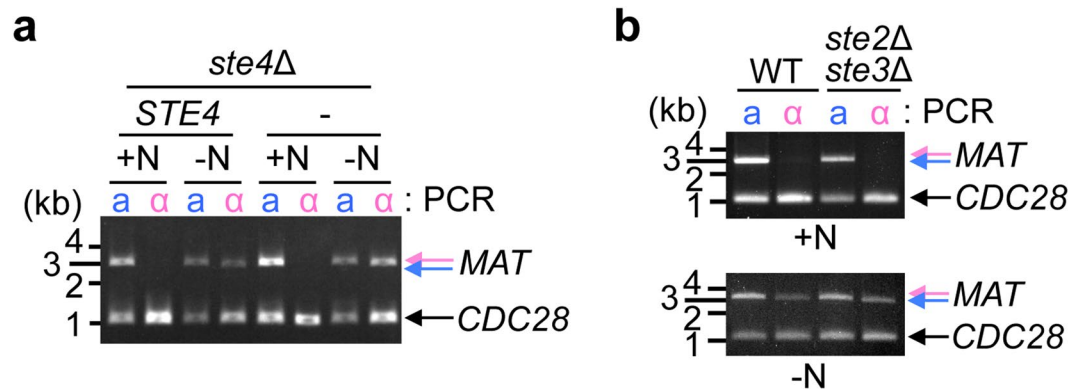 a
ste4Δ
STE4 -
+N -N +N -N
(kb) a α a α a α a α : PCR
4
3 MAT
2
1 CDC28
b
ste2Δ
WT ste3Δ
(kb) a α a α : PCR
4
3 MAT
2
1 CDC28
+N
4
3 MAT
2
1 CDC28
-N